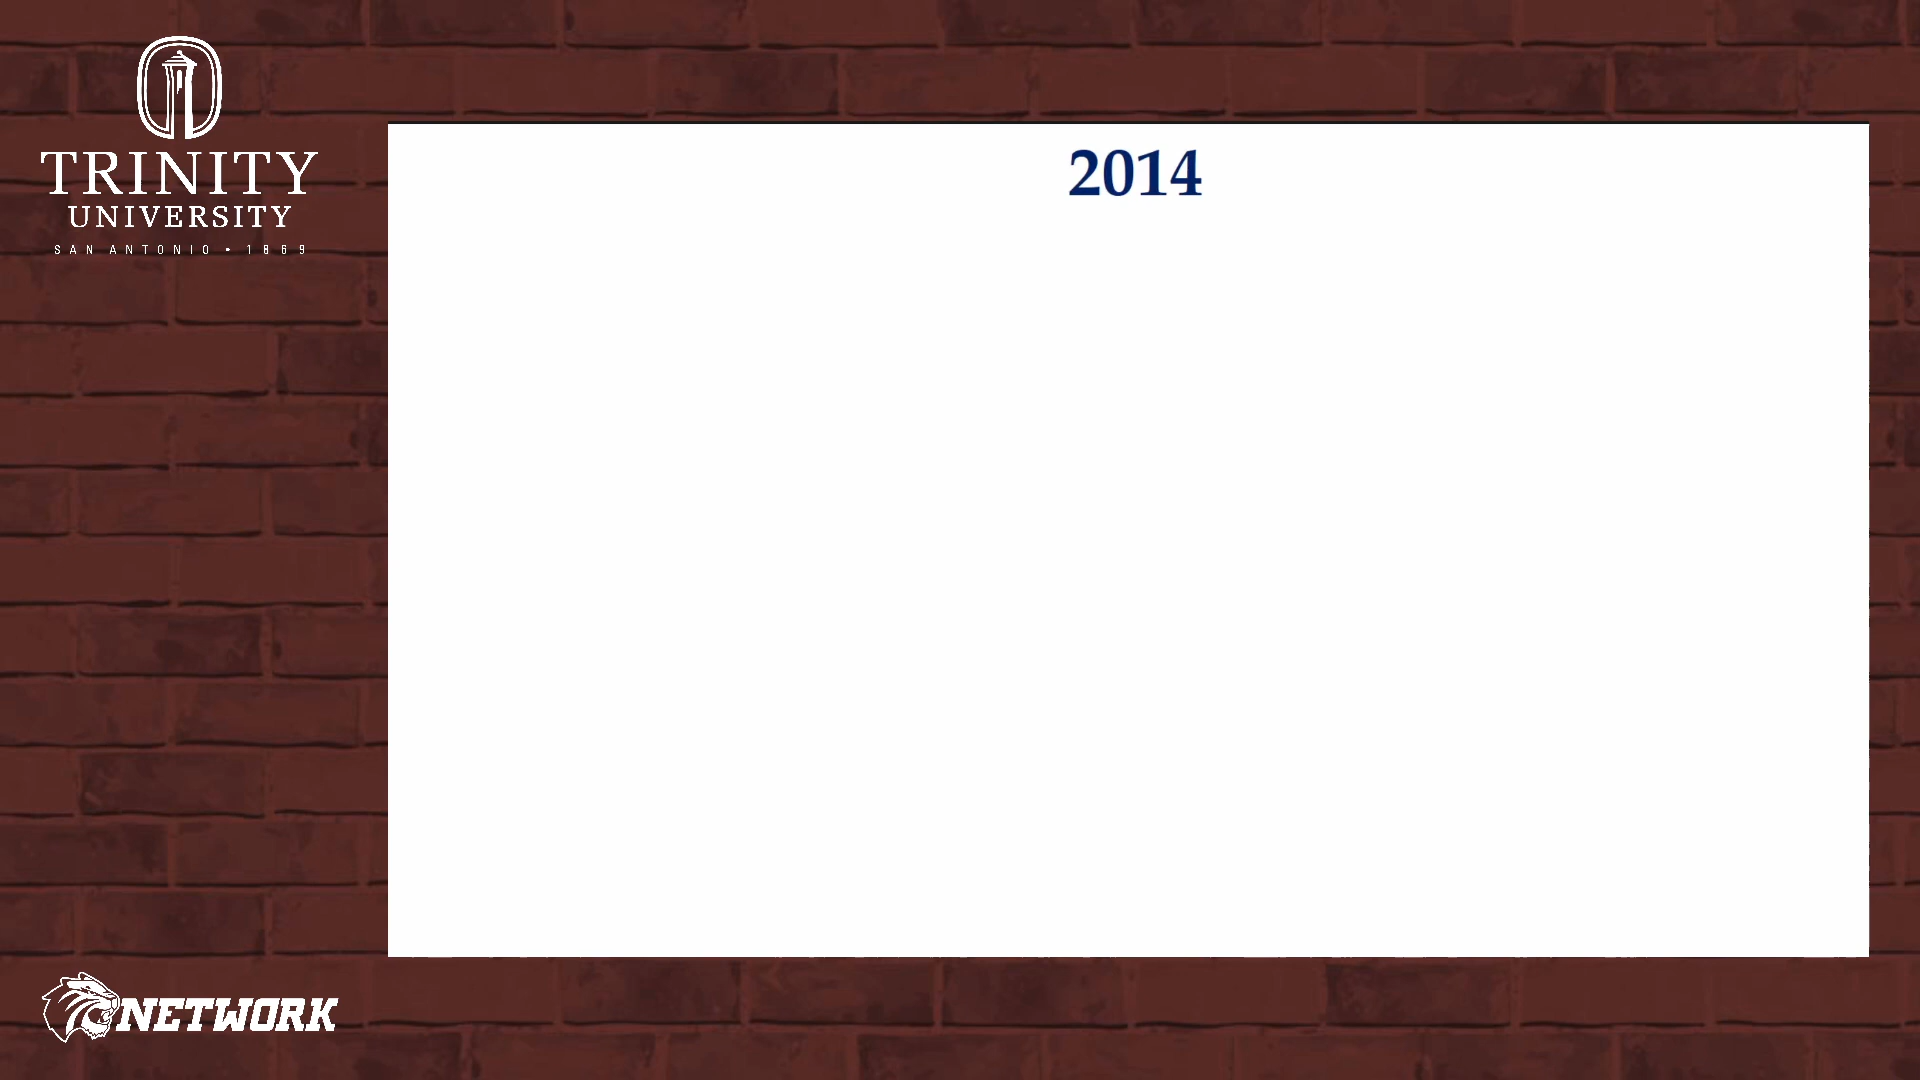 TRINITY
UNIVERSITY
SAN ANTONIO • 1869
2014
NETWORK